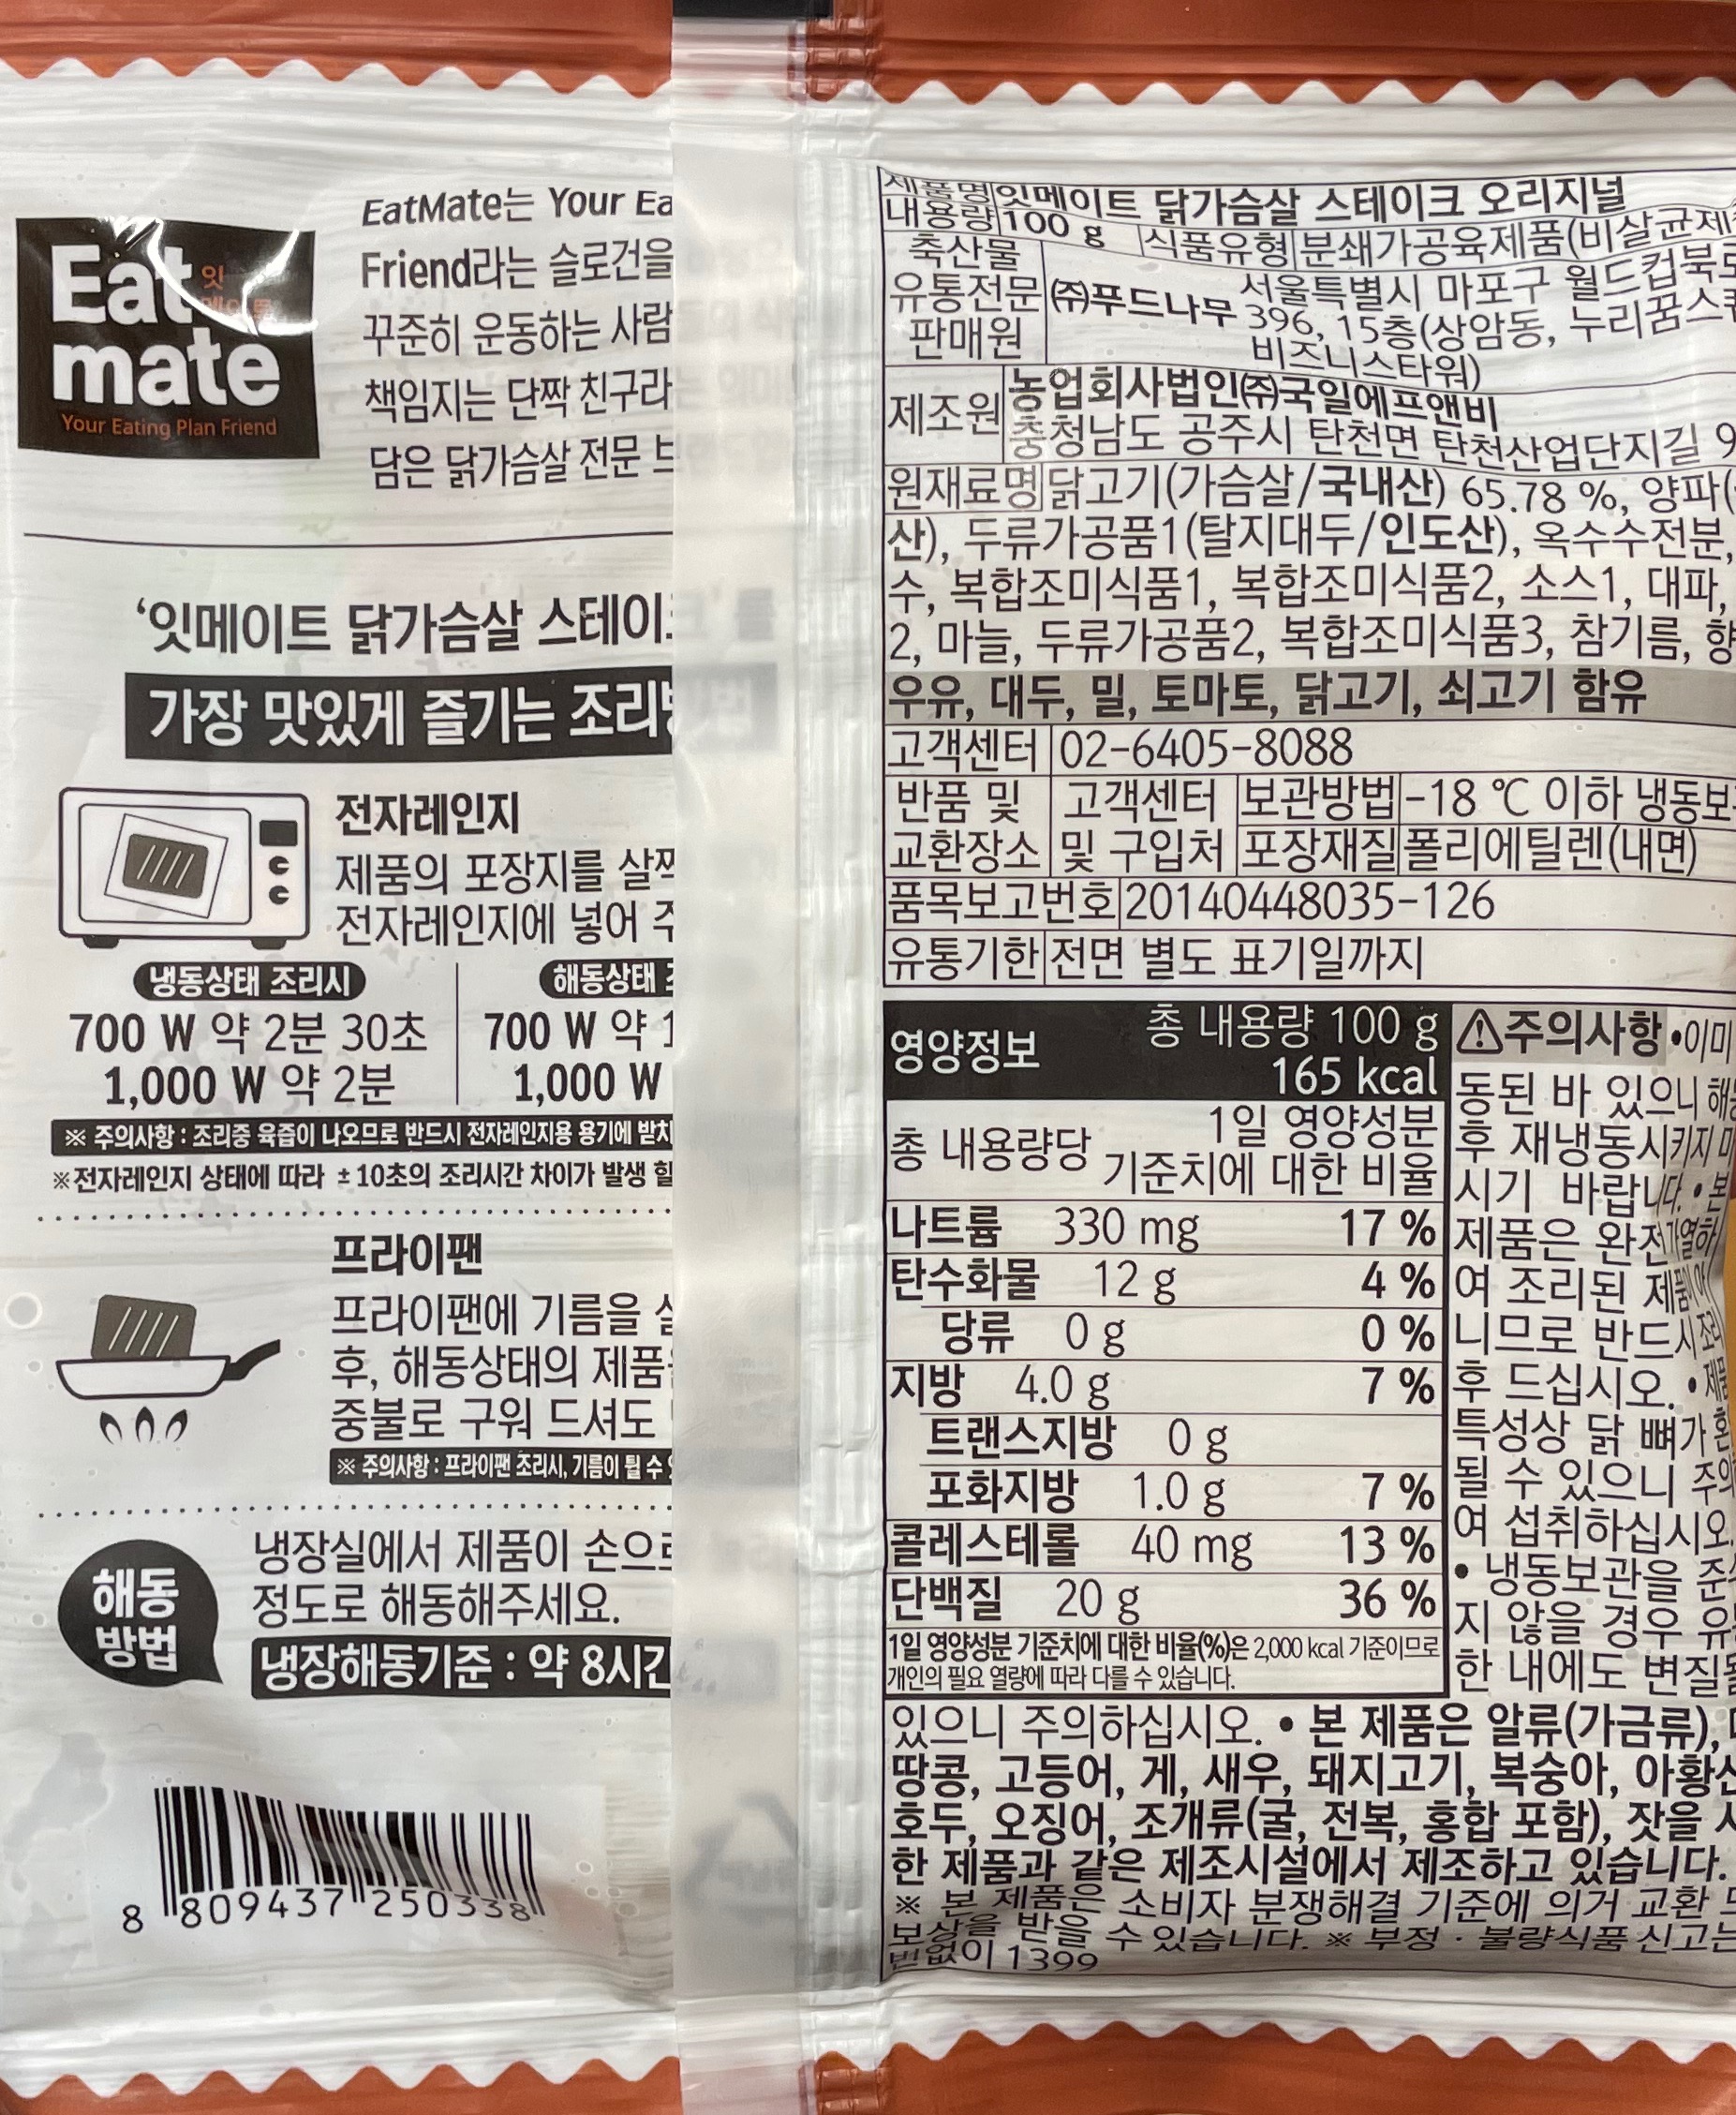 Eat 잇
mate
Your Eating Plan Friend
EatMate는 Your Ea
Friend라는 슬로건을
꾸준히 운동하는 사람
책임지는 단짝 친구라
담은 닭가슴살 전문 브
‘잇메이트 닭가슴살 스테이크
가장 맛있게 즐기는 조리
전자레인지
제품의 포장지를 살짝
전자레인지에 넣어
냉동상태 조리시
해동상태
700 W 약 2분 30초
700 W 약 1
1,000 W 약 2분
1,000 W
※ 주의사항 : 조리중 육즙이 나오므로 반드시 전자레인지용 용기에 받치
※전자레인지 상태에 따라 ±10초의 조리시간 차이가 발생 할
프라이팬
프라이팬에 기름을
후, 해동상태의 제품
중불로 구워 드셔도
※ 주의사항 : 프라이팬 조리시, 기름이 튈 수
해동
방법
냉장실에서 제품이 손으로
정도로 해동해주세요.
냉장해동기준 : 약 8시간
8 809437 250338
제품명 잇메이트 닭가슴살 스테이크 오리지널
내용량 100 g 식품유형 분쇄가공육제품(비살균제
축산물
유통전문
판매원
㈜푸드나무
서울특별시 마포구 월드컵북
396, 15층(상암동, 누리꿈스
비즈니스타워)
제조원 농업회사법인㈜국일에프앤비
충청남도 공주시 탄천면 탄천산업단지길 9
원재료명 닭고기(가슴살/국내산) 65.78 %, 양파(
산), 두류가공품1(탈지대두/인도산), 옥수수전분,
수, 복합조미식품1, 복합조미식품2, 소스1, 대파,
2, 마늘, 두류가공품2, 복합조미식품3, 참기름, 향
우유, 대두, 밀, 토마토, 닭고기, 쇠고기 함유
고객센터 02-6405-8088
반품 및 고객센터 보관방법 -18 ℃ 이하 냉동보
교환장소 및 구입처 포장재질 폴리에틸렌(내면)
품목보고번호 20140448035-126
유통기한 전면 별도 표기일까지
영양정보
총 내용량 100 g
165 kcal
총 내용량당
1일 영양성분
기준치에 대한 비율
나트륨 330 mg 17 %
탄수화물 12 g 4 %
당류 0 g 0 %
지방 4.0 g 7 %
트랜스지방 0 g
포화지방 1.0 g 7 %
콜레스테롤 40 mg 13 %
단백질 20 g 36 %
1일 영양성분 기준치에 대한 비율(%)은 2,000 kcal 기준이므로
개인의 필요 열량에 따라 다를 수 있습니다.
⚠주의사항 •이미
동된 바 있으니 해
후 재냉동시키지
시기 바랍니다. • 본
제품은 완전가열하
여 조리된 제품이 아
니므로 반드시 조리
후 드십시오. • 제품
특성상 닭 뼈가
될 수 있으니 주의
여 섭취하십시오.
• 냉동보관을 준수
지 않을 경우 유
한 내에도 변질될
있으니 주의하십시오. • 본 제품은 알류(가금류),
땅콩, 고등어, 게, 새우, 돼지고기, 복숭아, 아황산
호두, 오징어, 조개류(굴, 전복, 홍합 포함), 잣을 사
한 제품과 같은 제조시설에서 제조하고 있습니다.
※ 본 제품은 소비자 분쟁해결 기준에 의거 교환
보상을 받을 수 있습니다. ※ 부정 · 불량식품 신고는
번없이 1399